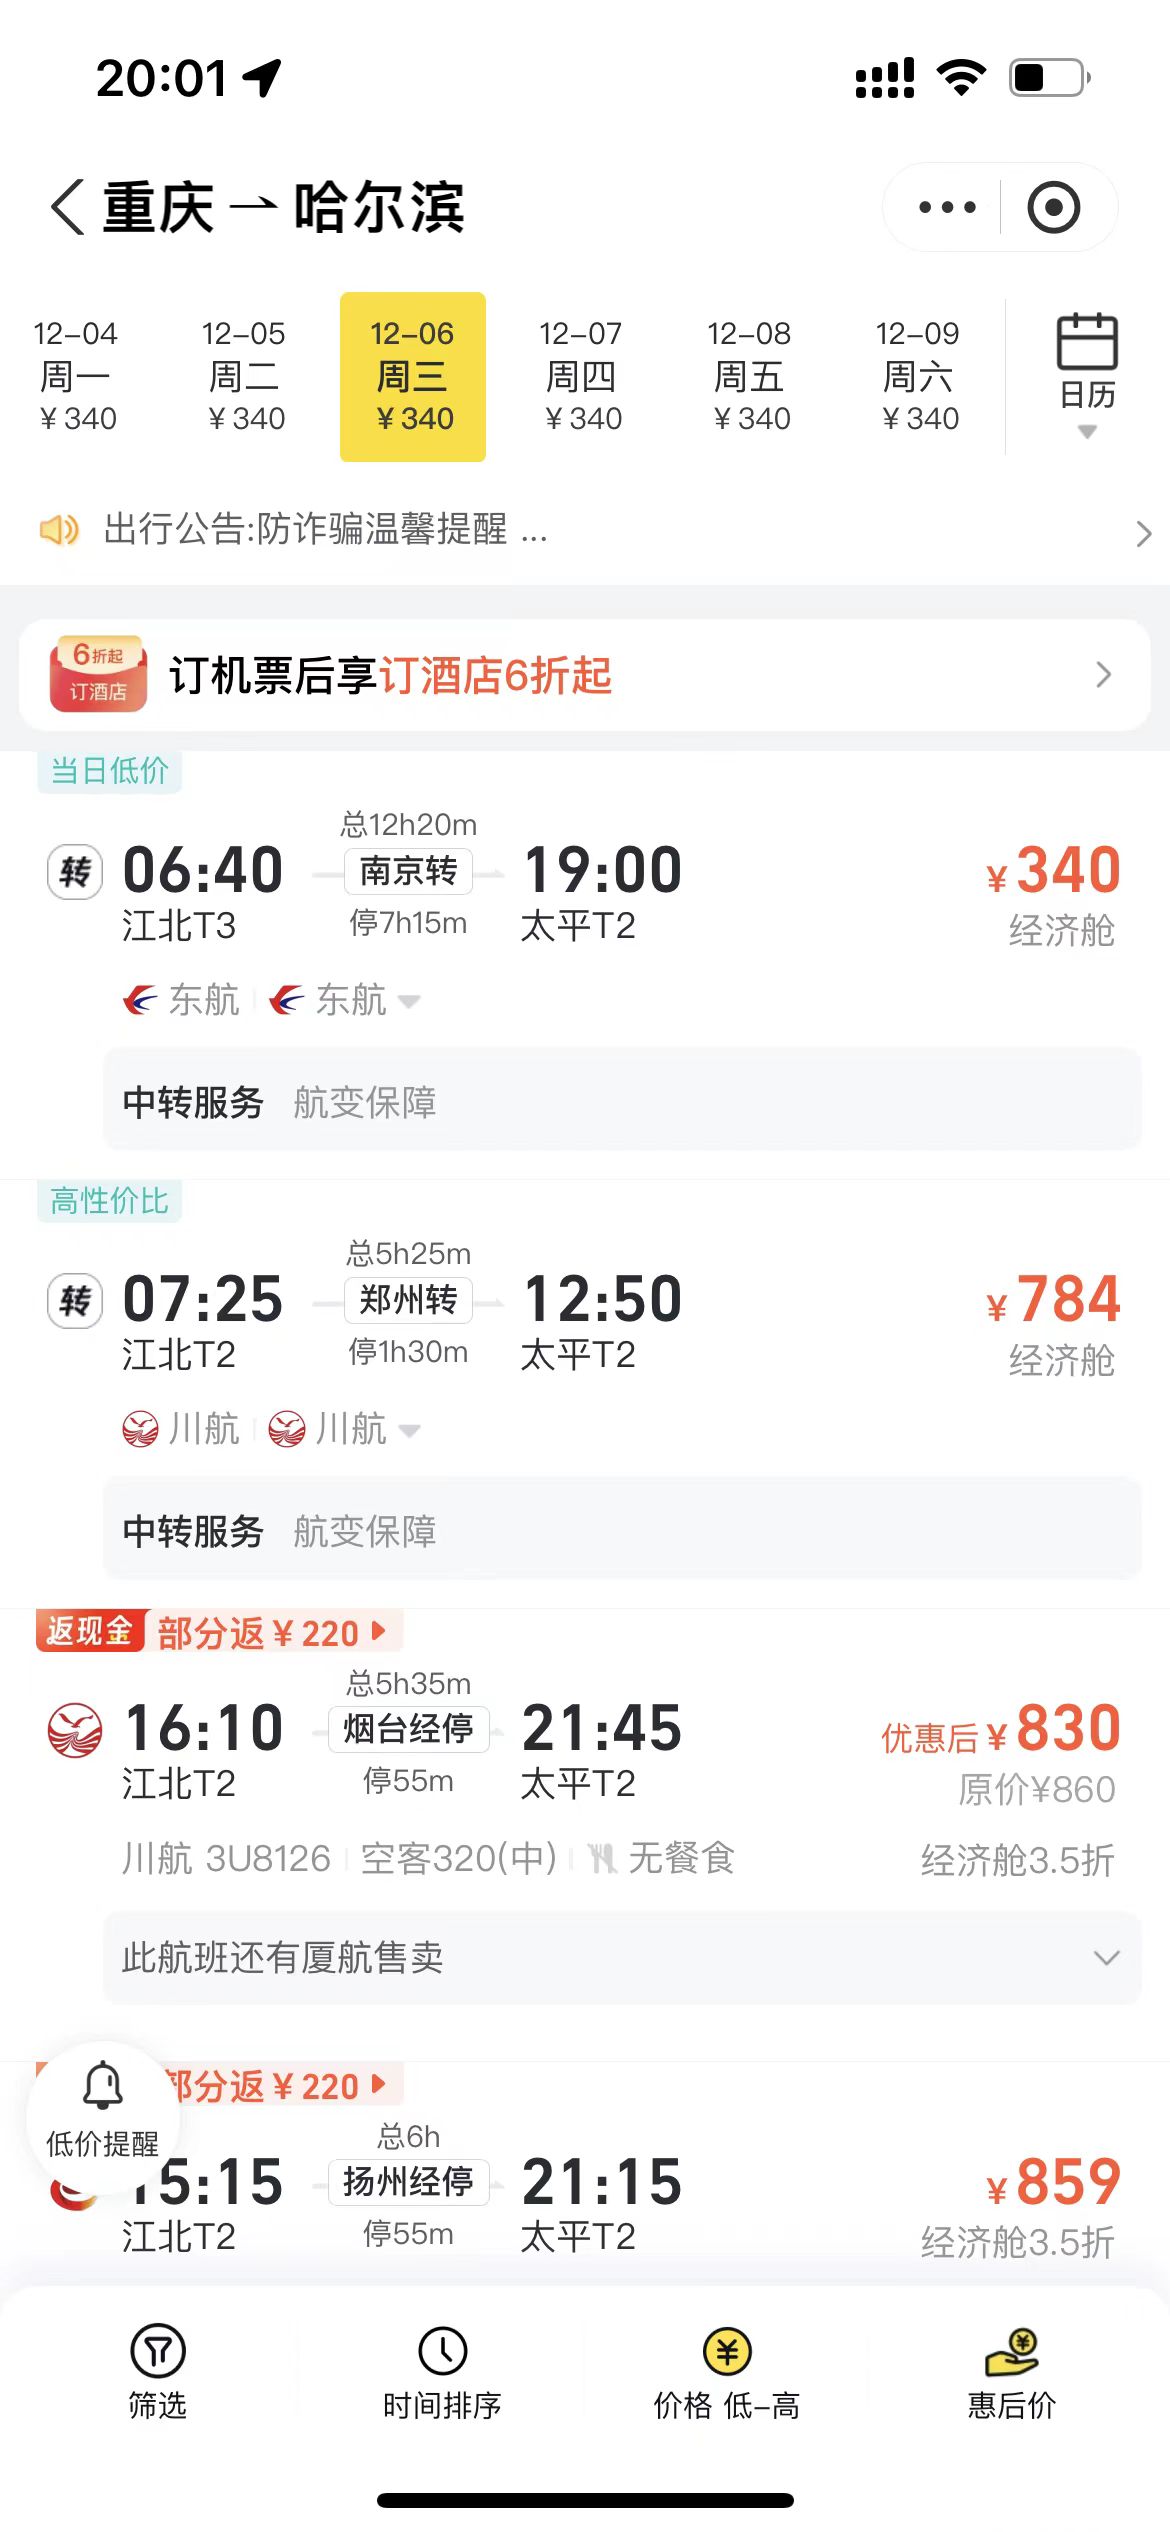 20:01
重庆 → 哈尔滨
12-04 12-05 12-06 12-07 12-08 12-09
周一 周二 周三 周四 周五 周六 日历
¥340 ¥340 ¥340 ¥340 ¥340 ¥340
出行公告:防诈骗温馨提醒 ...
6折起
订酒店
订机票后享订酒店6折起
当日低价
总12h20m
转 06:40 南京转 19:00 ¥340
江北T3 停7h15m 太平T2 经济舱
东航 东航
中转服务 航变保障
高性价比
总5h25m
转 07:25 郑州转 12:50 ¥784
江北T2 停1h30m 太平T2 经济舱
川航 川航
中转服务 航变保障
返现金 部分返¥220
总5h35m
16:10 烟台经停 21:45 优惠后¥830
江北T2 停55m 太平T2 原价¥860
川航 3U8126 空客320(中) 无餐食 经济舱3.5折
此航班还有厦航售卖
部分返¥220
低价提醒
总6h
15:15 扬州经停 21:15 ¥859
江北T2 停55m 太平T2 经济舱3.5折
筛选 时间排序 价格 低-高 惠后价